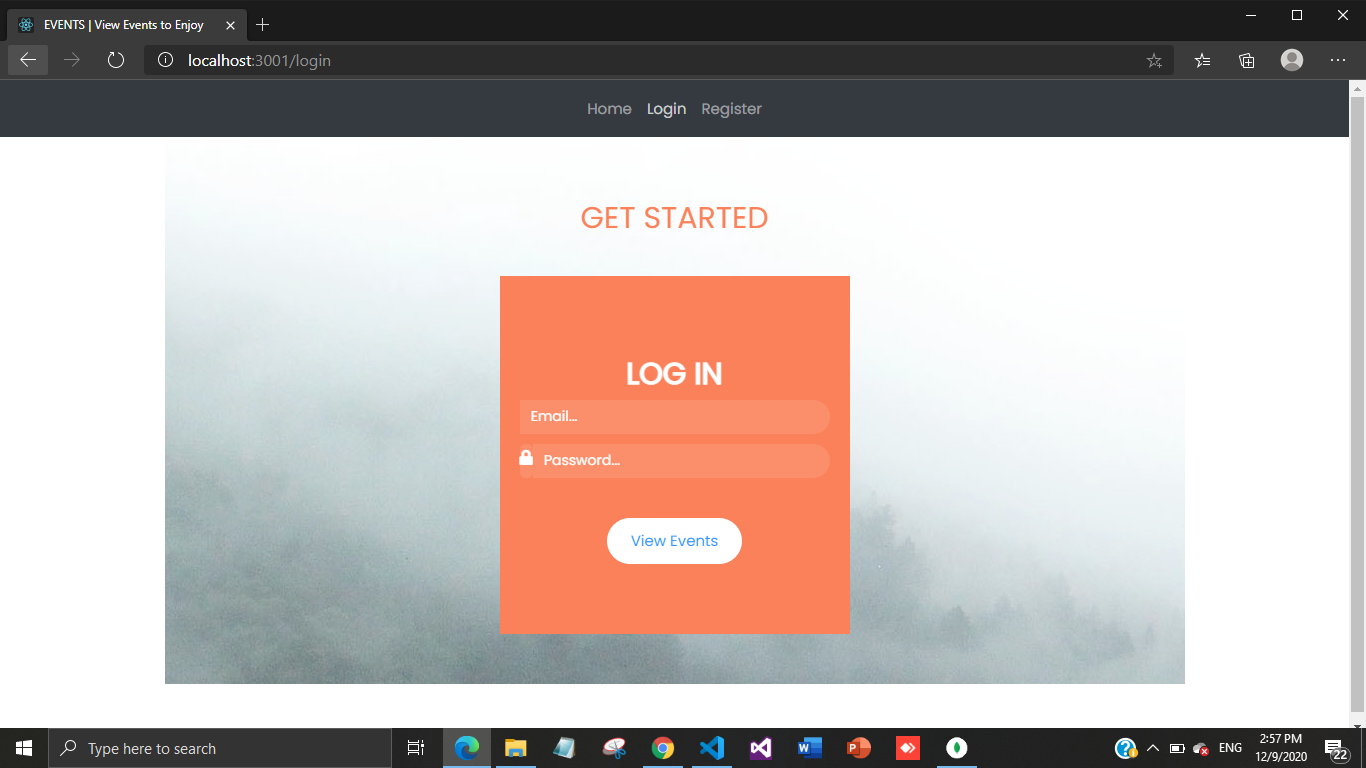 EVENTS | View Events to Enjoy
localhost:3001/login
Home Login Register
GET STARTED
LOG IN
Email...
Password...
View Events
Type here to search
ENG
2:57 PM
12/9/2020
22